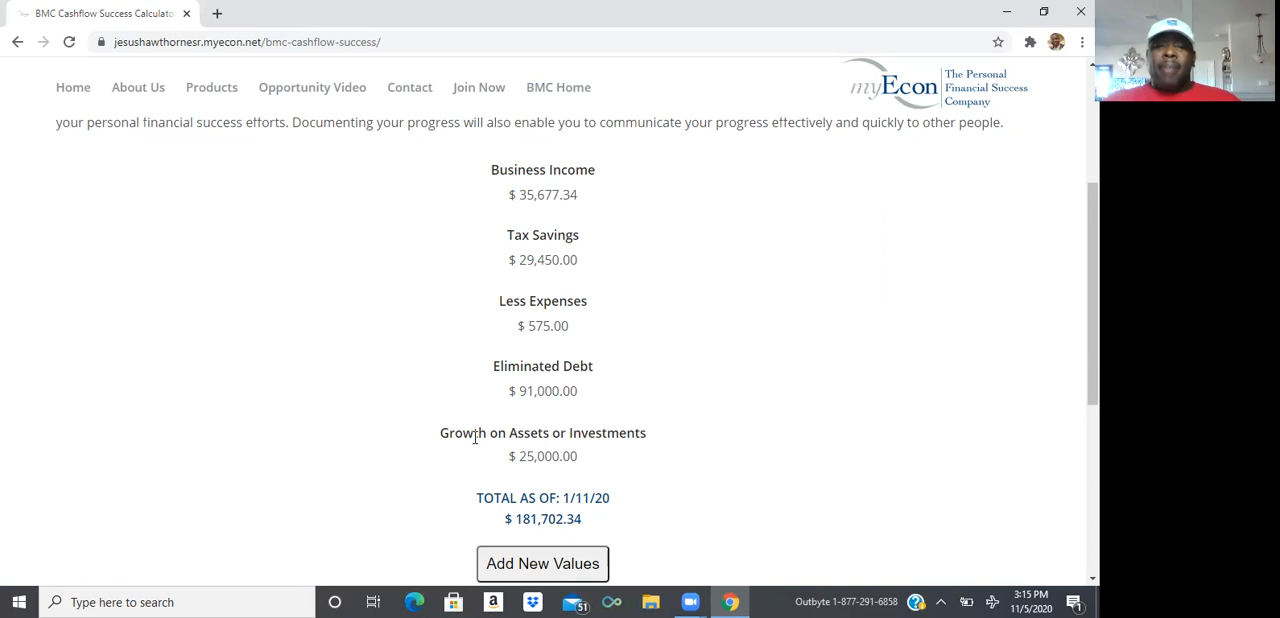 BMC Cashflow Success Calculato
jesushawthornesr.myecon.net/bmc-cashflow-success/
Home About Us Products Opportunity Video Contact Join Now BMC Home
myEcon
The Personal
Financial Success
Company
your personal financial success efforts. Documenting your progress will also enable you to communicate your progress effectively and quickly to other people.
Business Income
$ 35,677.34
Tax Savings
$ 29,450.00
Less Expenses
$ 575.00
Eliminated Debt
$ 91,000.00
Growth on Assets or Investments
$ 25,000.00
TOTAL AS OF: 1/11/20
$ 181,702.34
Add New Values
Type here to search
a
51
Outbyte 1-877-291-6858
3:15 PM
11/5/2020
1